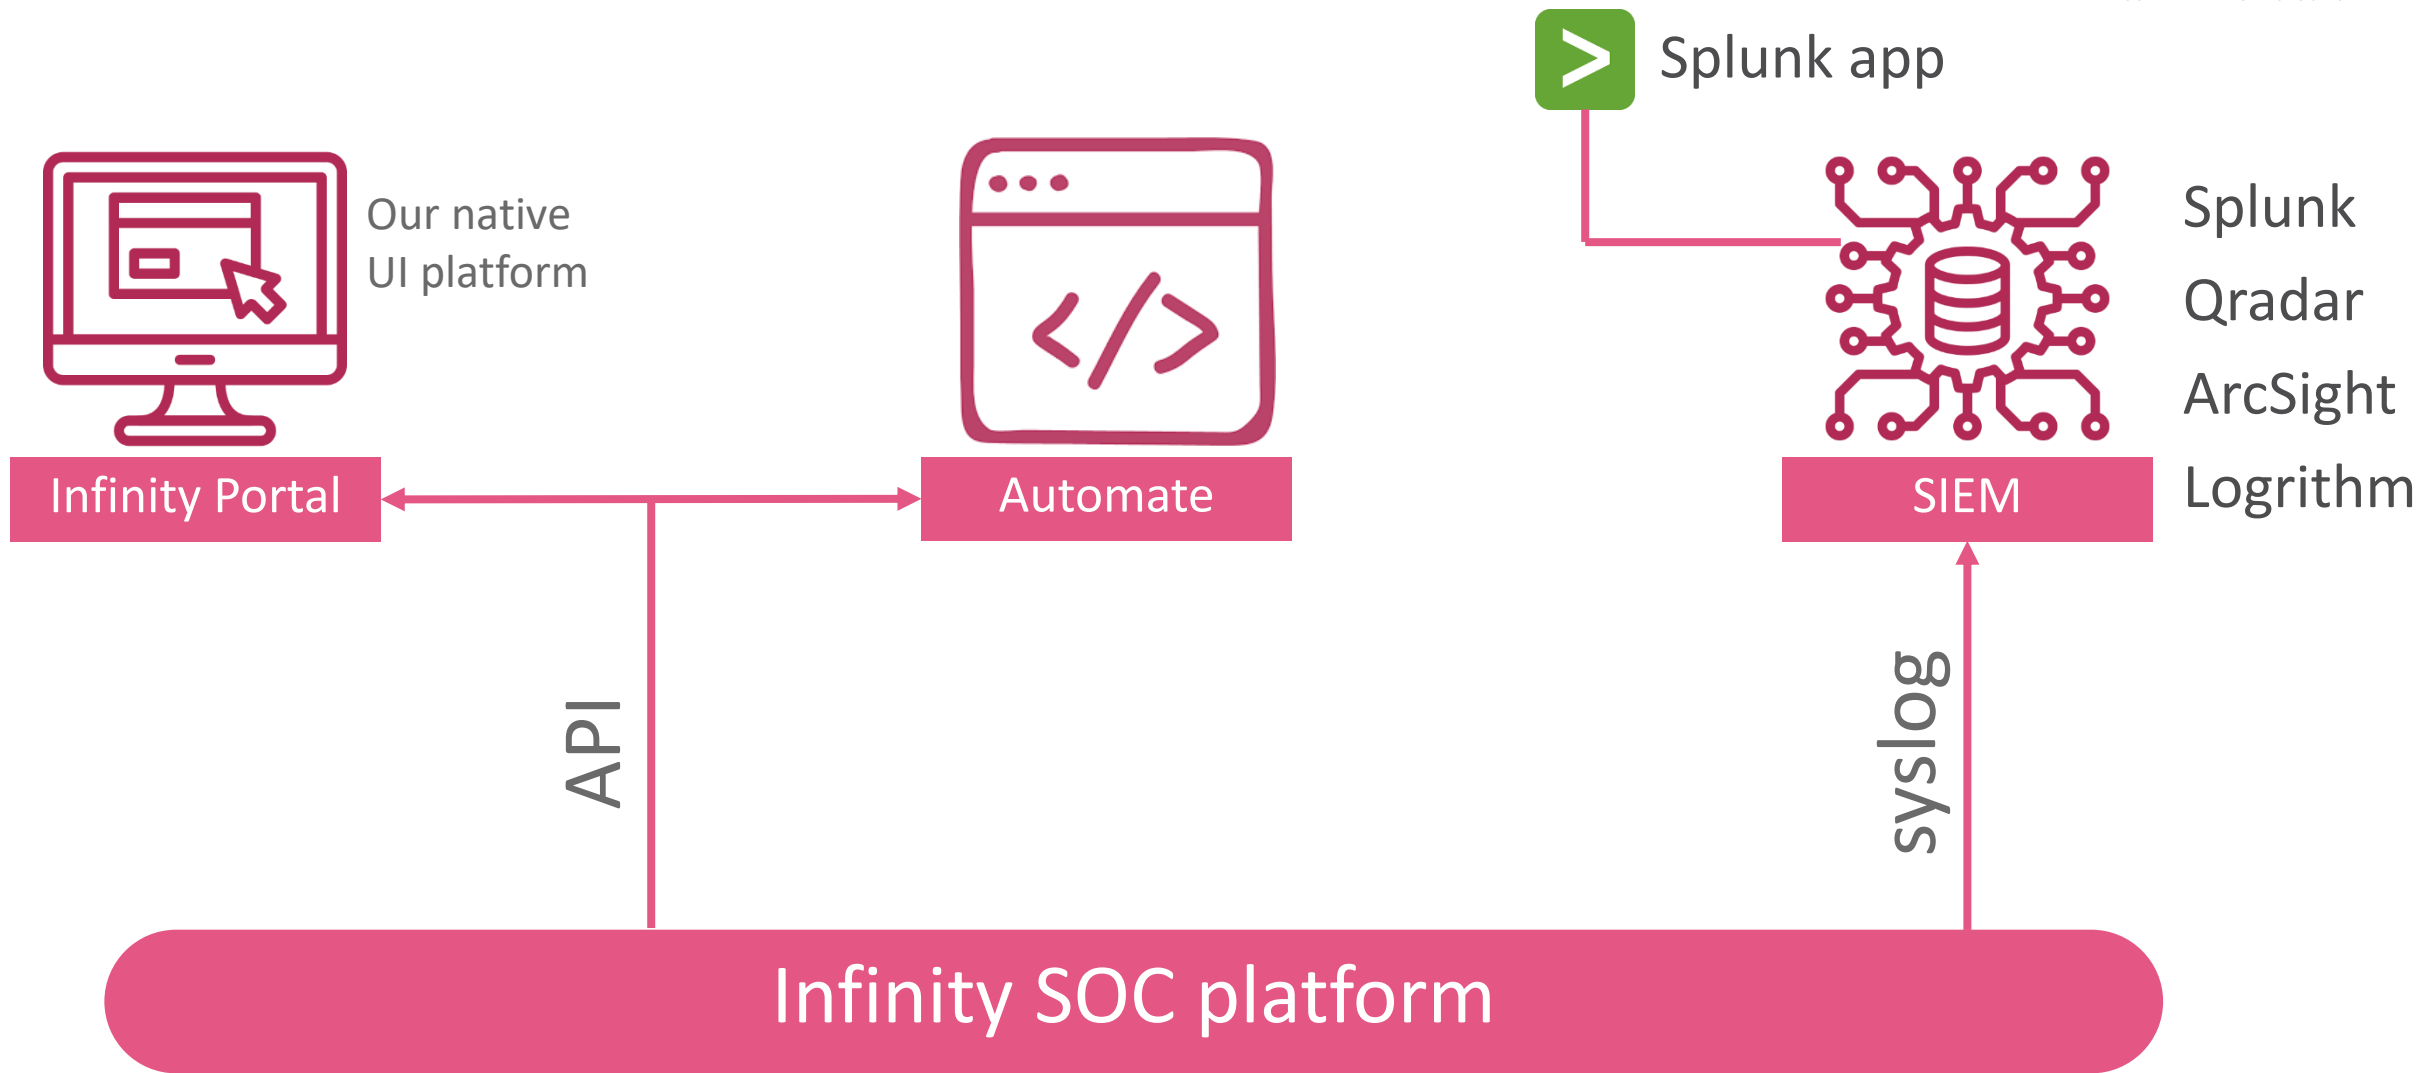 Splunk app
Our native
UI platform
Splunk
Qradar
ArcSight
Logrithm
Infinity Portal
Automate
SIEM
API
syslog
Infinity SOC platform